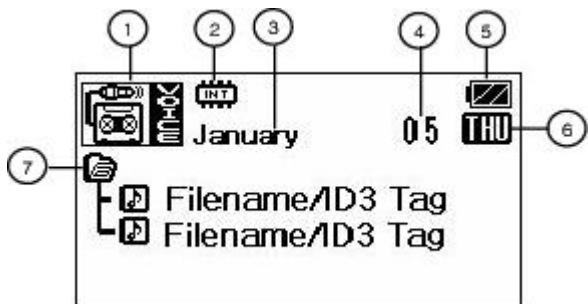 1 2 3 4 5
VOICE INT
January 05 THU 6
7
Filename/ID3 Tag
Filename/ID3 Tag